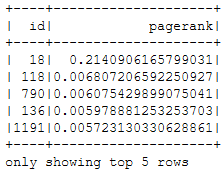 +----+--------------------+
|  id|            pagerank|
+----+--------------------+
|  18|  0.2140906165799031|
| 118|0.006807206592250927|
| 790|0.006075429899075041|
| 136|0.005978881253253703|
|1191|0.005723130330628861|
+----+--------------------+
only showing top 5 rows